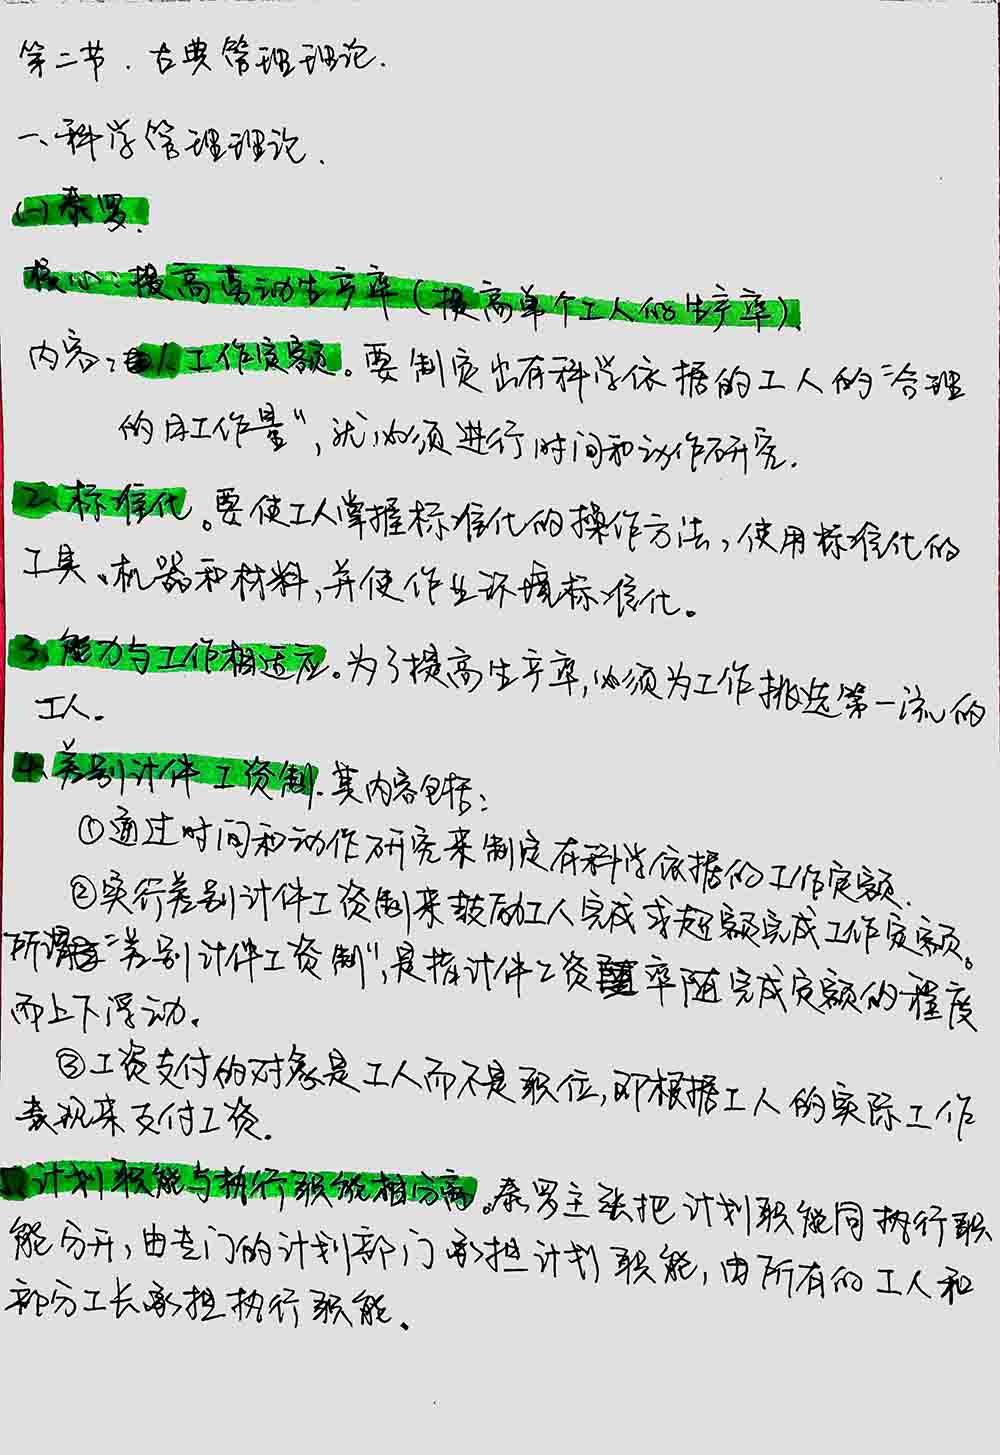 第二节．古典管理理论.
一、科学管理理论.
(一)泰罗.
核心：提高劳动生产率(提高单个工人的生产率)
内容：1.工作定额。要制定出有科学依据的工人的“合理
的日工作量”，就必须进行时间和动作研究.
2、标准化。要使工人掌握标准化的操作方法，使用标准化的
工具、机器和材料，并使作业环境标准化。
3、能力与工作相适应。为了提高生产率，必须为工作挑选第一流的
工人.
4、差别计件工资制.其内容包括：
①通过时间和动作研究来制定有科学依据的工作定额.
②实行差别计件工资制来鼓励工人完成或超额完成工作定额。
所谓“差别计件工资制”，是指计件工资率随完成定额的程度
而上下浮动.
③工资支付的对象是工人而不是职位，即根据工人的实际工作
表现来支付工资.
5.计划职能与执行职能相分离。泰罗主张把计划职能同执行职
能分开，由专门的计划部门承担计划职能，由所有的工人和
部分工长承担执行职能。